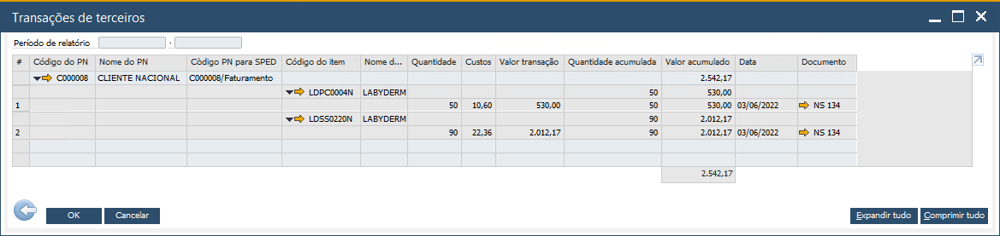 Transações de terceiros
Período de relatório -
# Código do PN Nome do PN Còdigo PN para SPED Código do item Nome d... Quantidade Custos Valor transação Quantidade acumulada Valor acumulado Data Documento
C000008 CLIENTE NACIONAL C000008/Faturamento 2.542,17
LDPC0004N LABYDERM 50 530,00
1 50 10,60 530,00 50 530,00 03/06/2022 NS 134
LDSS0220N LABYDERM 90 2.012,17
2 90 22,36 2.012,17 90 2.012,17 03/06/2022 NS 134
2.542,17
OK Cancelar Expandir tudo Comprimir tudo